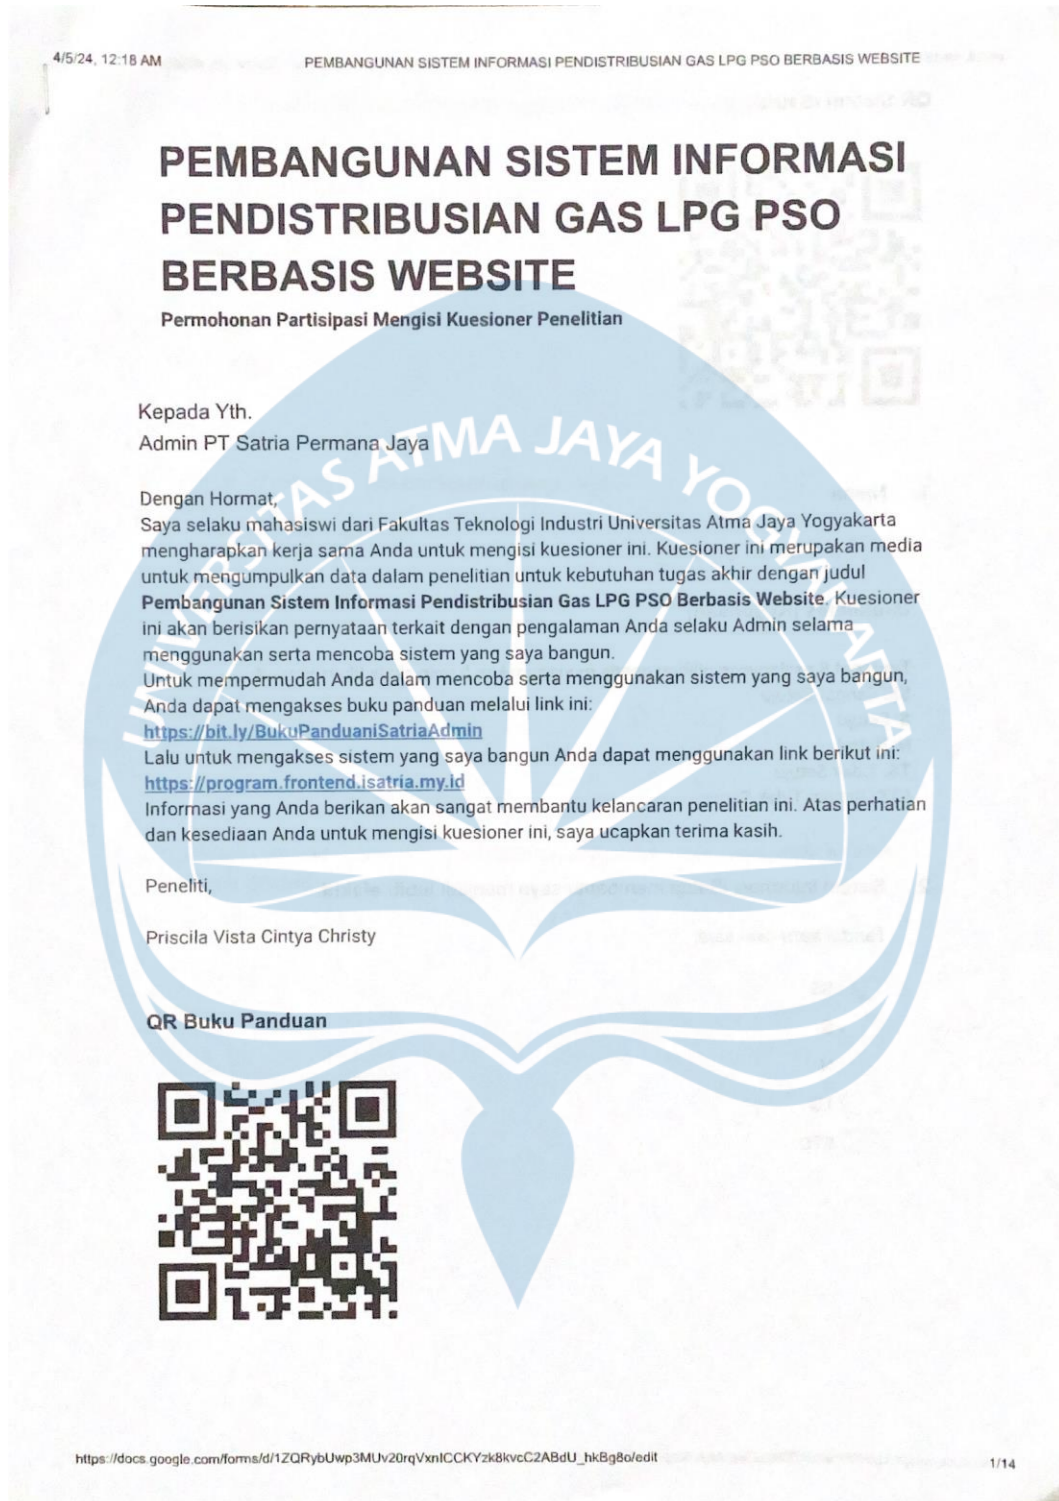 4/5/24, 12:18 AM
PEMBANGUNAN SISTEM INFORMASI PENDISTRIBUSIAN GAS LPG PSO BERBASIS WEBSITE
PEMBANGUNAN SISTEM INFORMASI
PENDISTRIBUSIAN GAS LPG PSO
BERBASIS WEBSITE
Permohonan Partisipasi Mengisi Kuesioner Penelitian
Kepada Yth.
Admin PT Satria Permana Jaya
UNIVERSITAS ATMA JAYA YOGYAKARTA
Dengan Hormat,
Saya selaku mahasiswi dari Fakultas Teknologi Industri Universitas Atma Jaya Yogyakarta
mengharapkan kerja sama Anda untuk mengisi kuesioner ini. Kuesioner ini merupakan media
untuk mengumpulkan data dalam penelitian untuk kebutuhan tugas akhir dengan judul
Pembangunan Sistem Informasi Pendistribusian Gas LPG PSO Berbasis Website. Kuesioner
ini akan berisikan pernyataan terkait dengan pengalaman Anda selaku Admin selama
menggunakan serta mencoba sistem yang saya bangun.
Untuk mempermudah Anda dalam mencoba serta menggunakan sistem yang saya bangun,
Anda dapat mengakses buku panduan melalui link ini:
https://bit.ly/BukuPanduaniSatriaAdmin
Lalu untuk mengakses sistem yang saya bangun Anda dapat menggunakan link berikut ini:
https://program.frontend.isatria.my.id
Informasi yang Anda berikan akan sangat membantu kelancaran penelitian ini. Atas perhatian
dan kesediaan Anda untuk mengisi kuesioner ini, saya ucapkan terima kasih.
Peneliti,
Priscila Vista Cintya Christy
QR Buku Panduan
https://docs.google.com/forms/d/1ZQRybUwp3MUv20rqVxnICCKYzk8kvcC2ABdU_hkBg8o/edit
1/14